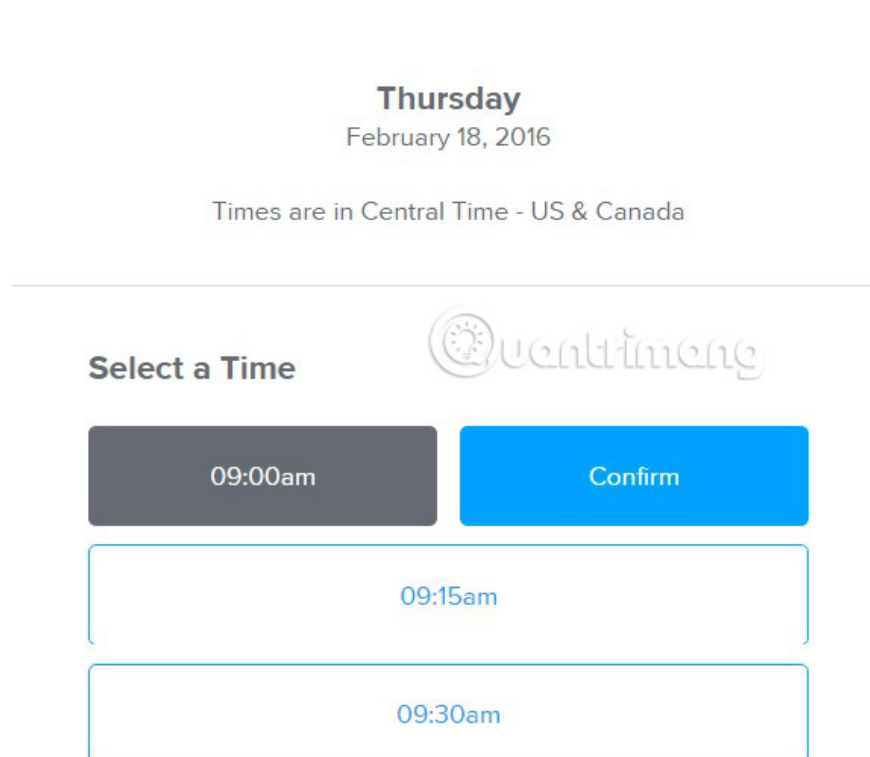 Thursday
February 18, 2016
Times are in Central Time - US & Canada
Quantrimang
Select a Time
09:00am Confirm
09:15am
09:30am